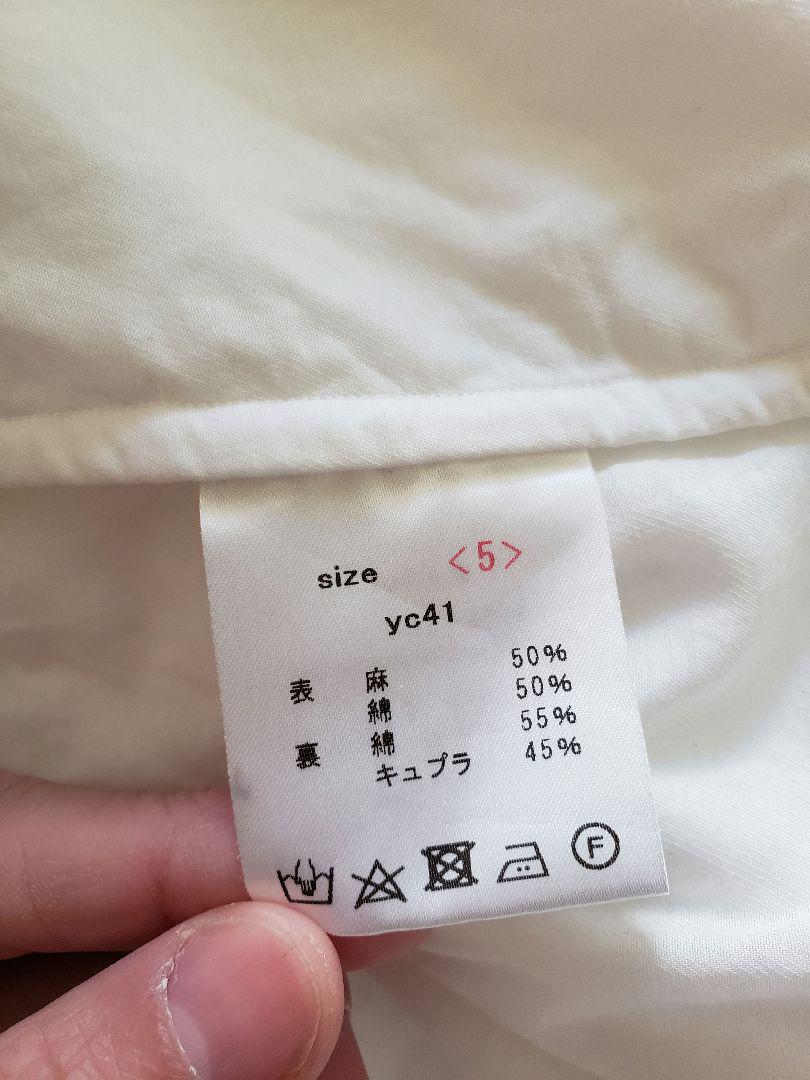 size <5>
yc41
表 麻 50%
綿 50%
裏 綿 55%
キュプラ 45%
F